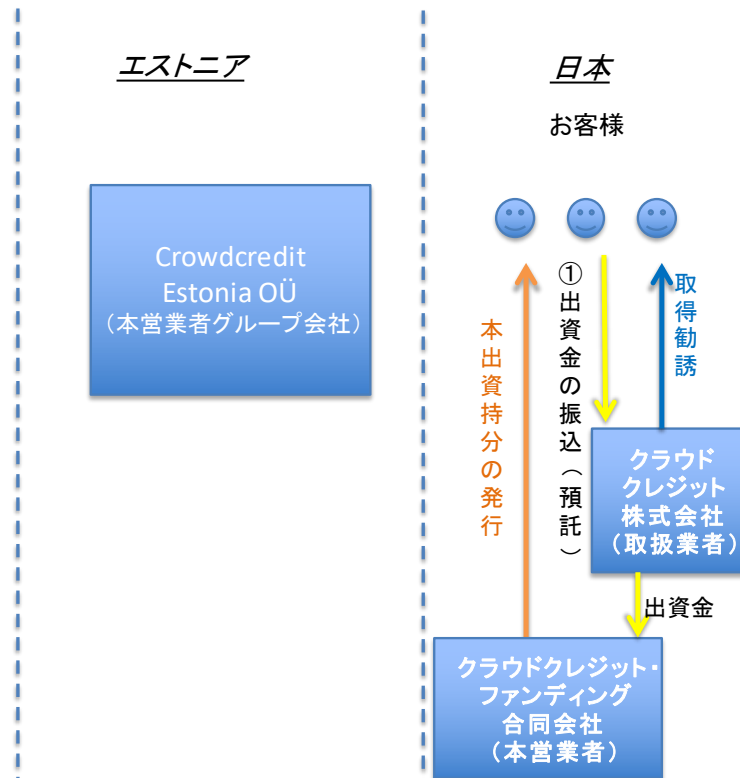 エストニア
日本
お客様
Crowdcredit
Estonia OÜ
（本営業者グループ会社）
本出資持分の発行
①出資金の振込（預託）
取得勧誘
クラウド
クレジット
株式会社
（取扱業者）
出資金
クラウドクレジット・
ファンディング
合同会社
（本営業者）